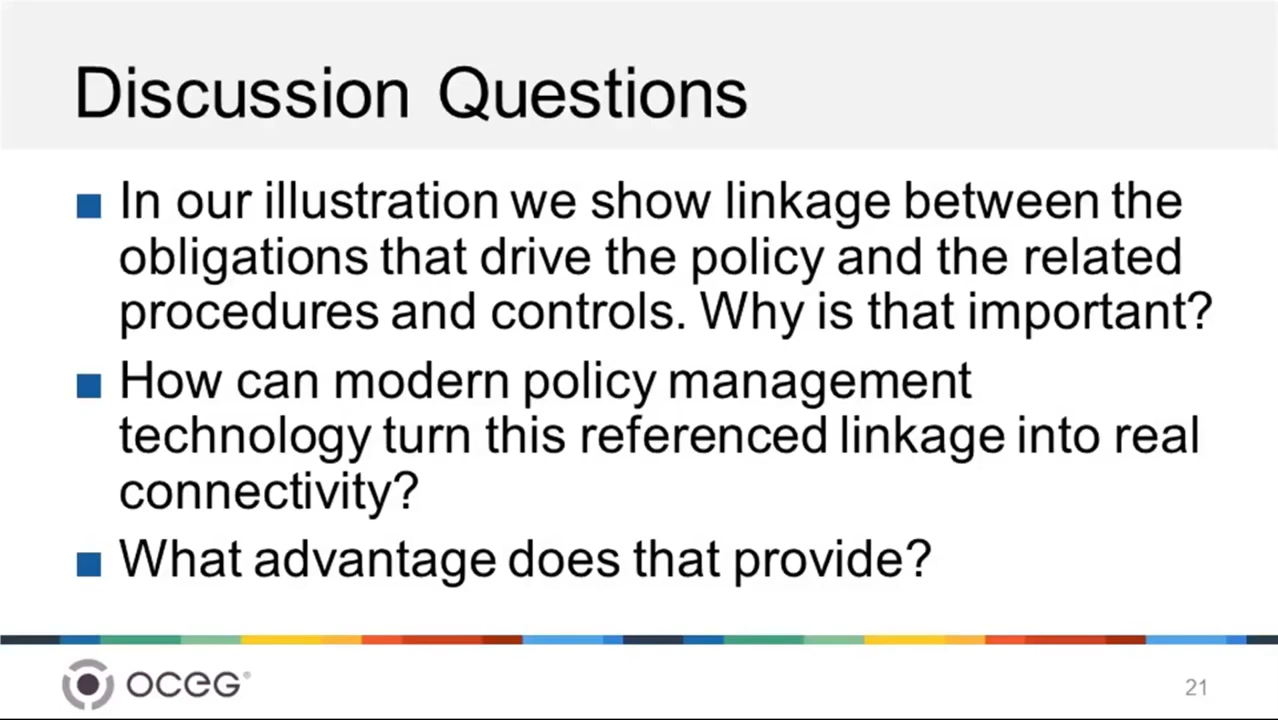 Discussion Questions
■ In our illustration we show linkage between the
obligations that drive the policy and the related
procedures and controls. Why is that important?
■ How can modern policy management
technology turn this referenced linkage into real
connectivity?
■ What advantage does that provide?
OCEG®
21